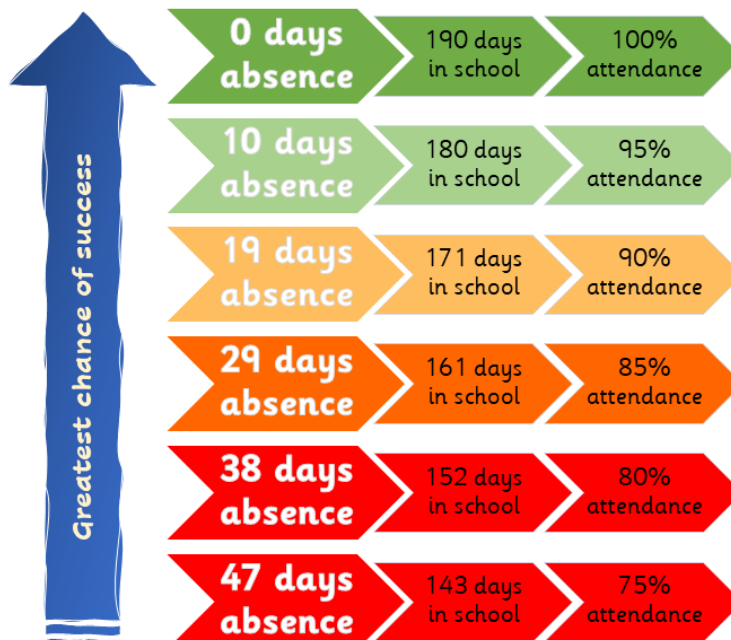 Greatest chance of success
0 days
absence
190 days
in school
100%
attendance
10 days
absence
180 days
in school
95%
attendance
19 days
absence
171 days
in school
90%
attendance
29 days
absence
161 days
in school
85%
attendance
38 days
absence
152 days
in school
80%
attendance
47 days
absence
143 days
in school
75%
attendance